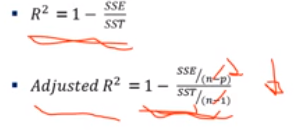 ▪ R² = 1 − SSE/SST
▪ Adjusted R² = 1 − SSE/(n−p) / SST/(n−1)